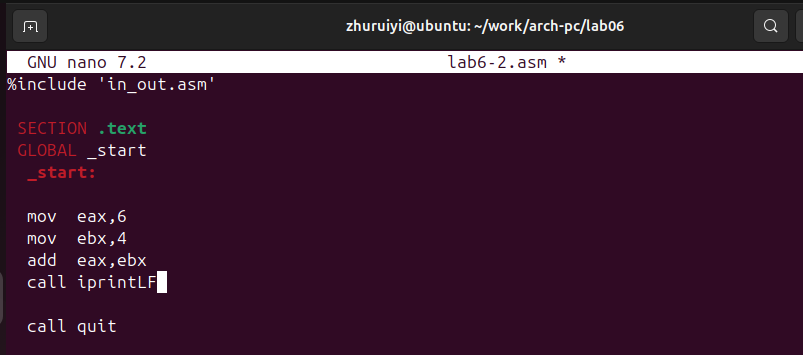 zhuruiyi@ubuntu: ~/work/arch-pc/lab06
GNU nano 7.2 lab6-2.asm *
%include 'in_out.asm'
SECTION .text
GLOBAL _start
_start:
mov eax,6
mov ebx,4
add eax,ebx
call iprintLF
call quit